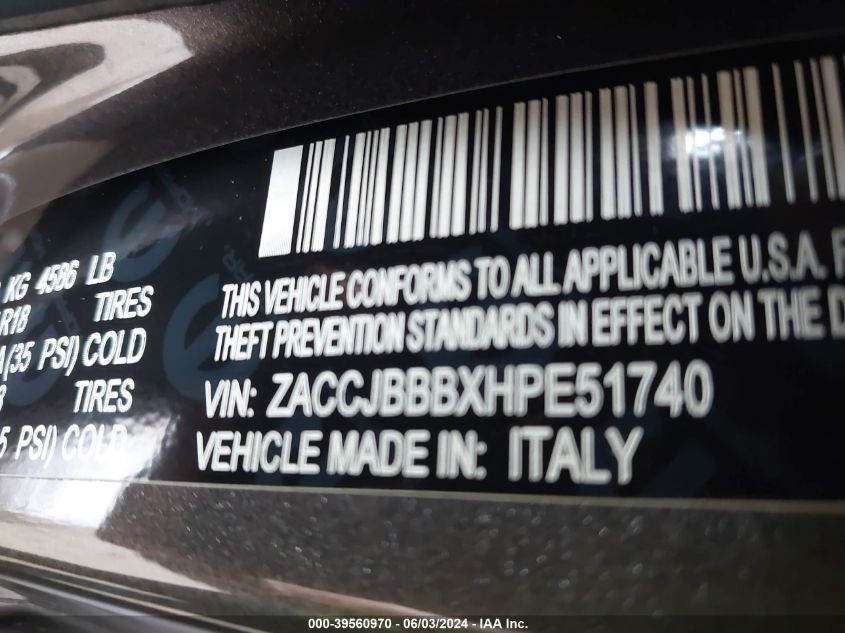 KG 4586 LB
R18 TIRES
(35 PSI) COLD
TIRES
PSI) COLD
THIS VEHICLE CONFORMS TO ALL APPLICABLE U.S.A.
THEFT PREVENTION STANDARDS IN EFFECT ON THE
VIN: ZACCJBBBXHPE51740
VEHICLE MADE IN: ITALY
000-39560970 - 06/03/2024 - IAA Inc.